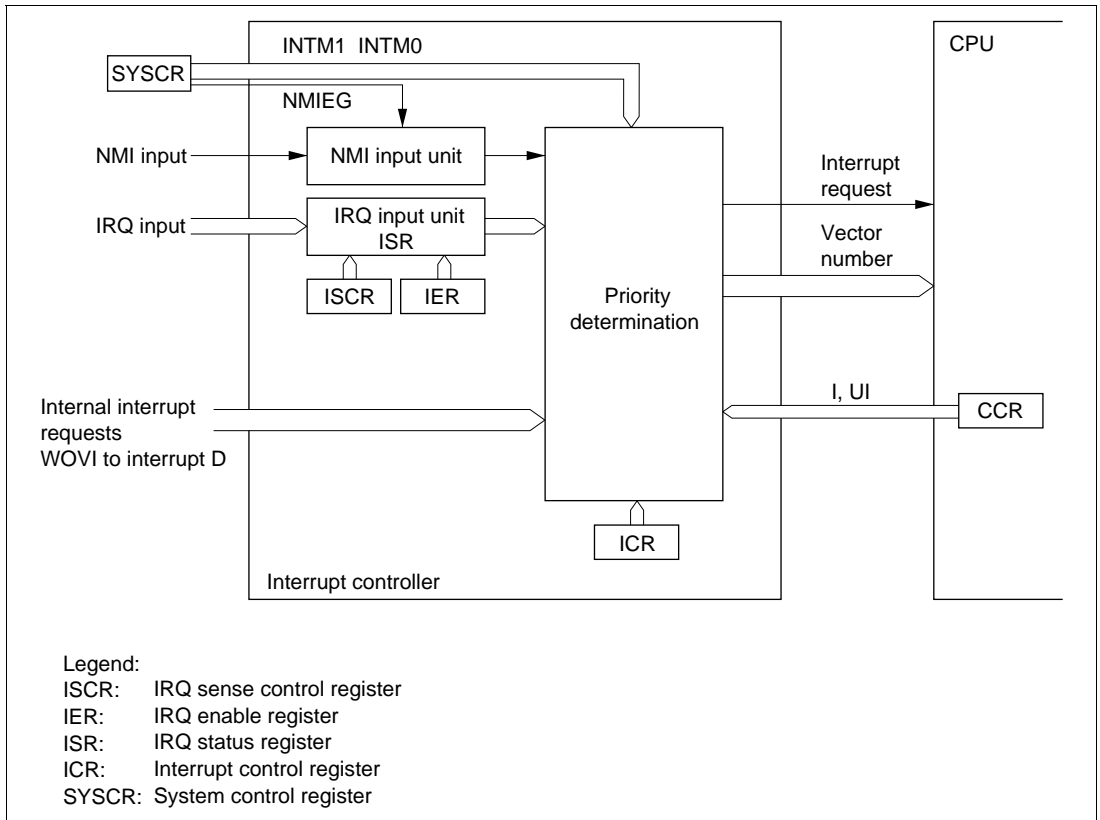 INTM1 INTM0
CPU
SYSCR
NMIEG
NMI input
NMI input unit
Interrupt
request
IRQ input
IRQ input unit
ISR
Vector
number
ISCR
IER
Priority
determination
Internal interrupt
requests
WOVI to interrupt D
I, UI
CCR
ICR
Interrupt controller
Legend:
ISCR: IRQ sense control register
IER: IRQ enable register
ISR: IRQ status register
ICR: Interrupt control register
SYSCR: System control register